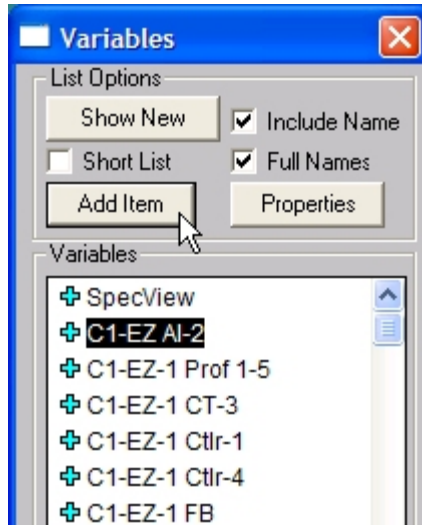 Variables
List Options
Show New
Include Name
Short List
Full Names
Add Item
Properties
Variables
SpecView
C1-EZ AI-2
C1-EZ-1 Prof 1-5
C1-EZ-1 CT-3
C1-EZ-1 Ctlr-1
C1-EZ-1 Ctlr-4
C1-EZ-1 FB